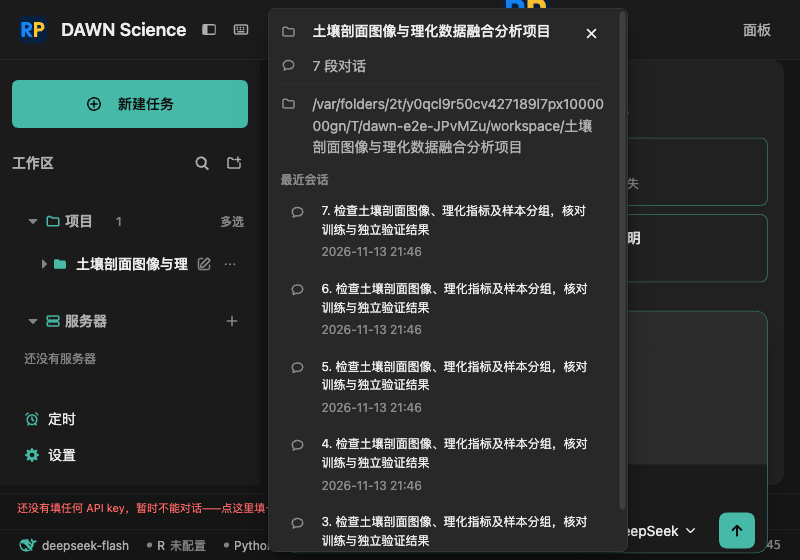 RP DAWN Science
面板
新建任务
工作区
项目 1 多选
土壤剖面图像与理
服务器
还没有服务器
定时
设置
还没有填任何 API key，暂时不能对话——点这里填
deepseek-flash
R 未配置
土壤剖面图像与理化数据融合分析项目
7 段对话
/var/folders/2t/y0qcl9r50cv427189l7px10000
00gn/T/dawn-e2e-JPvMZu/workspace/土壤
剖面图像与理化数据融合分析项目
最近会话
7. 检查土壤剖面图像、理化指标及样本分组，核对
训练与独立验证结果
2026-11-13 21:46
6. 检查土壤剖面图像、理化指标及样本分组，核对
训练与独立验证结果
2026-11-13 21:46
5. 检查土壤剖面图像、理化指标及样本分组，核对
训练与独立验证结果
2026-11-13 21:46
4. 检查土壤剖面图像、理化指标及样本分组，核对
训练与独立验证结果
2026-11-13 21:46
3. 检查土壤剖面图像、理化指标及样本分组，核对
训练与独立验证结果
失
明
epSeek
45